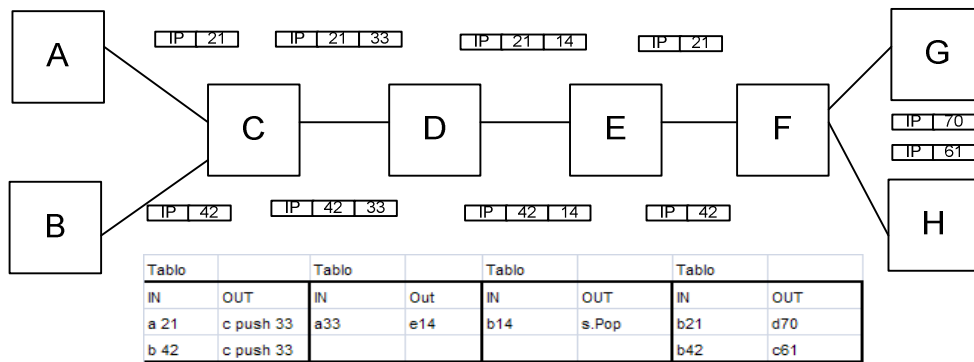 IP 21 IP 21 33 IP 21 14 IP 21
A G
C D E F
IP 70
IP 61
B H
IP 42 IP 42 33 IP 42 14 IP 42
Tablo Tablo Tablo Tablo
IN OUT IN Out IN OUT IN OUT
a 21 c push 33 a33 e14 b14 s.Pop b21 d70
b 42 c push 33 b42 c61